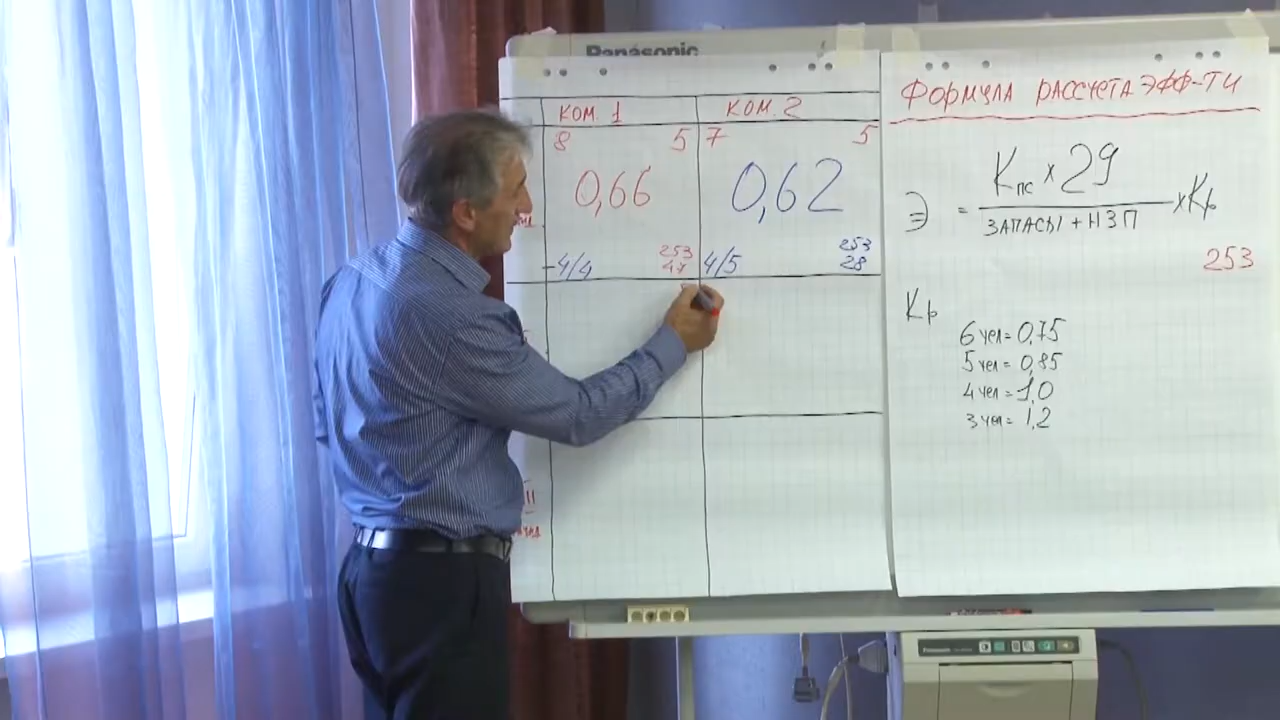 Panasonic
КОМ. 1 КОМ. 2
8 5 7 5
0,66 0,62
4/4 253 47 4/5 253 28
II
ФОРМУЛА РАССЧЕТА ЭФФ-ТИ
Э = Кпс × 29 / ЗАПАСЫ + НЗП × Кр
253
Кр
6 чел = 0,75
5 чел = 0,85
4 чел = 1,0
3 чел = 1,2
Panasonic